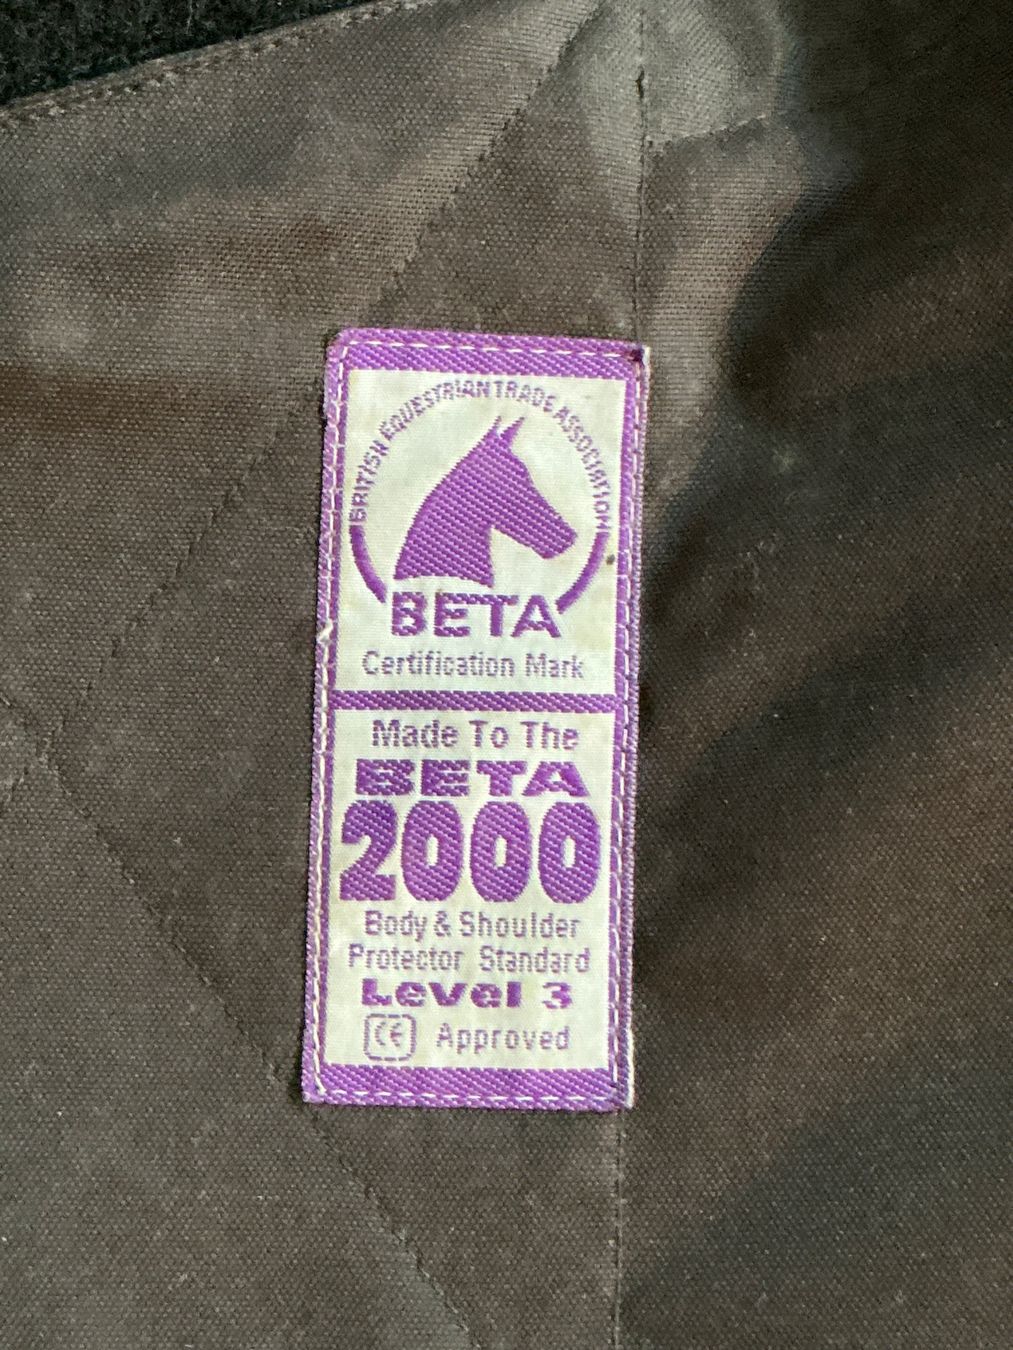 BRITISH EQUESTRIAN TRADE ASSOCIATION
BETA
Certification Mark
Made To The
BETA
2000
Body & Shoulder
Protector Standard
Level 3
CE Approved